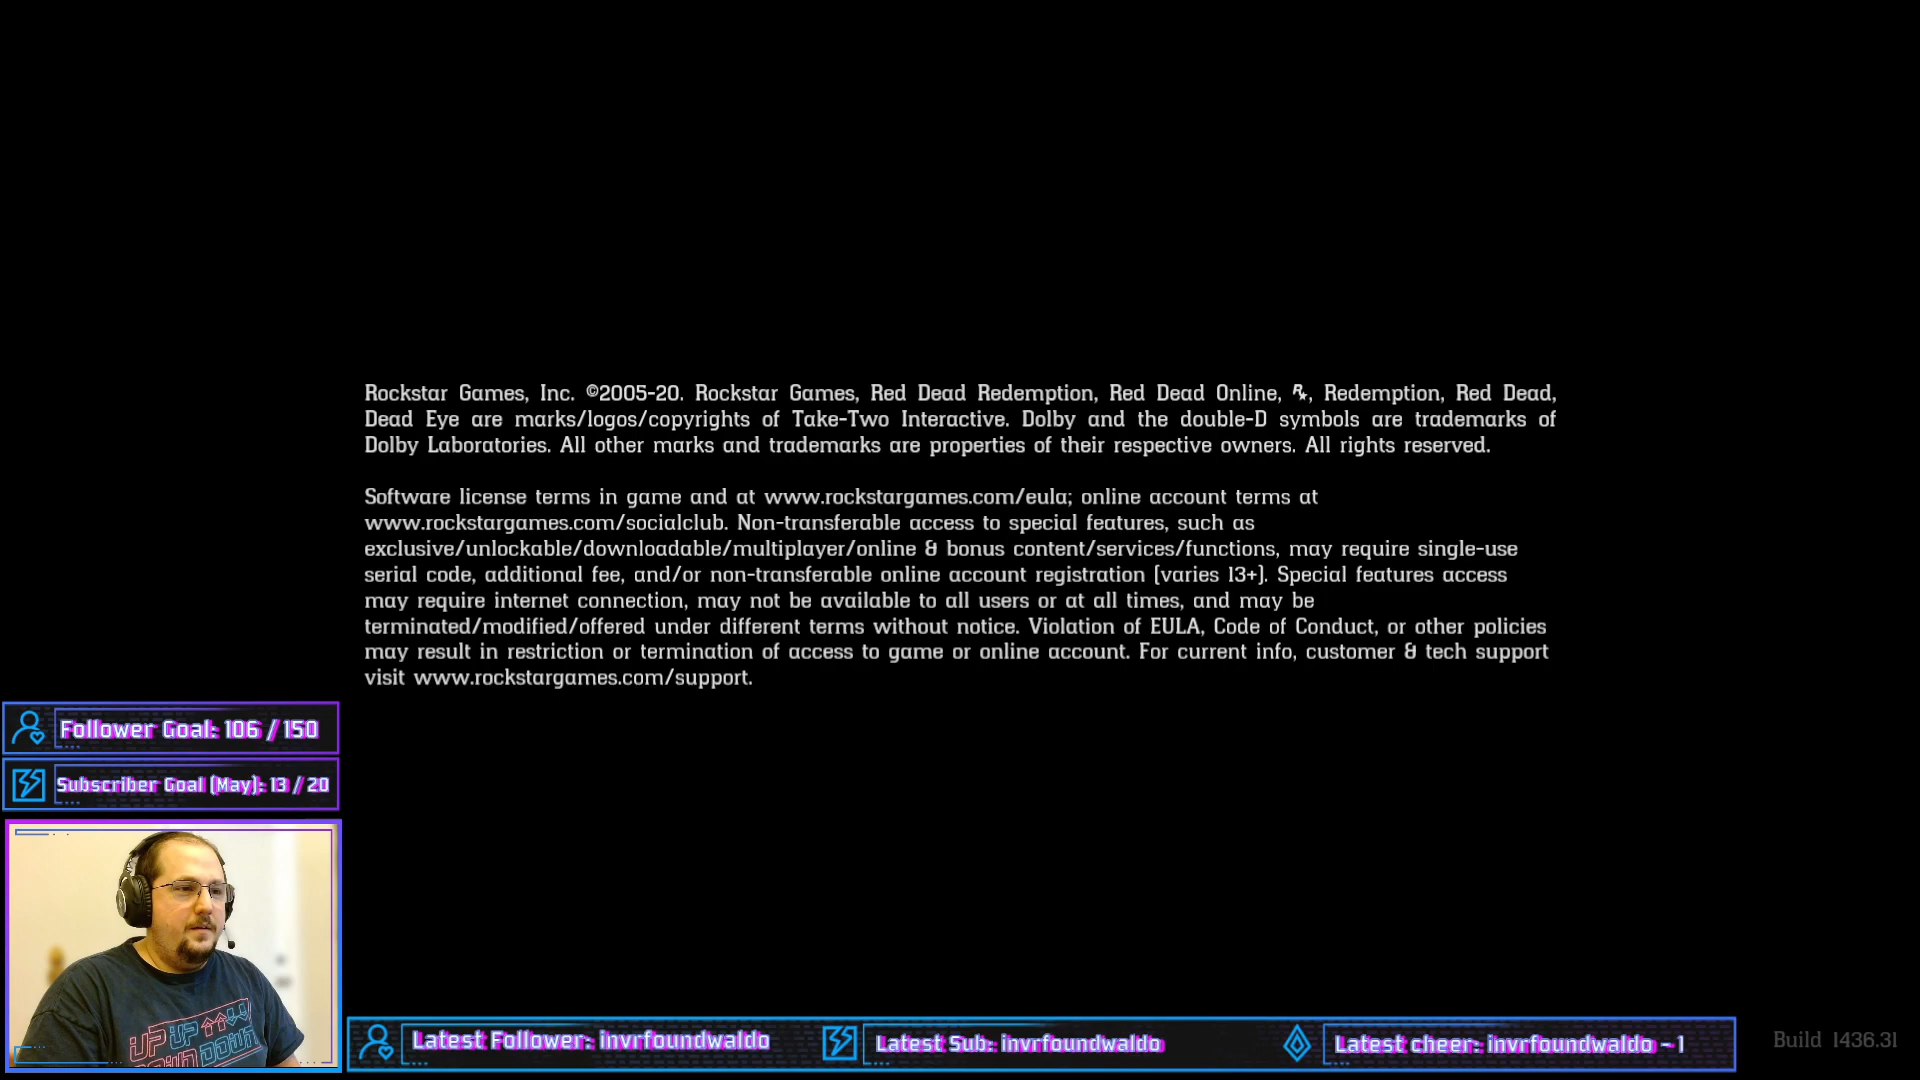 Rockstar Games, Inc. ©2005-20. Rockstar Games, Red Dead Redemption, Red Dead Online, R★, Redemption, Red Dead,
Dead Eye are marks/logos/copyrights of Take-Two Interactive. Dolby and the double-D symbols are trademarks of
Dolby Laboratories. All other marks and trademarks are properties of their respective owners. All rights reserved.
Software license terms in game and at www.rockstargames.com/eula; online account terms at
www.rockstargames.com/socialclub. Non-transferable access to special features, such as
exclusive/unlockable/downloadable/multiplayer/online & bonus content/services/functions, may require single-use
serial code, additional fee, and/or non-transferable online account registration (varies 13+). Special features access
may require internet connection, may not be available to all users or at all times, and may be
terminated/modified/offered under different terms without notice. Violation of EULA, Code of Conduct, or other policies
may result in restriction or termination of access to game or online account. For current info, customer & tech support
visit www.rockstargames.com/support.
Follower Goal: 106 / 150
Subscriber Goal (May): 13 / 20
UP UP
DOWN DOWN
Latest Follower: invrfoundwaldo
Latest Sub: invrfoundwaldo
Latest cheer: invrfoundwaldo - 1
Build 1436.31